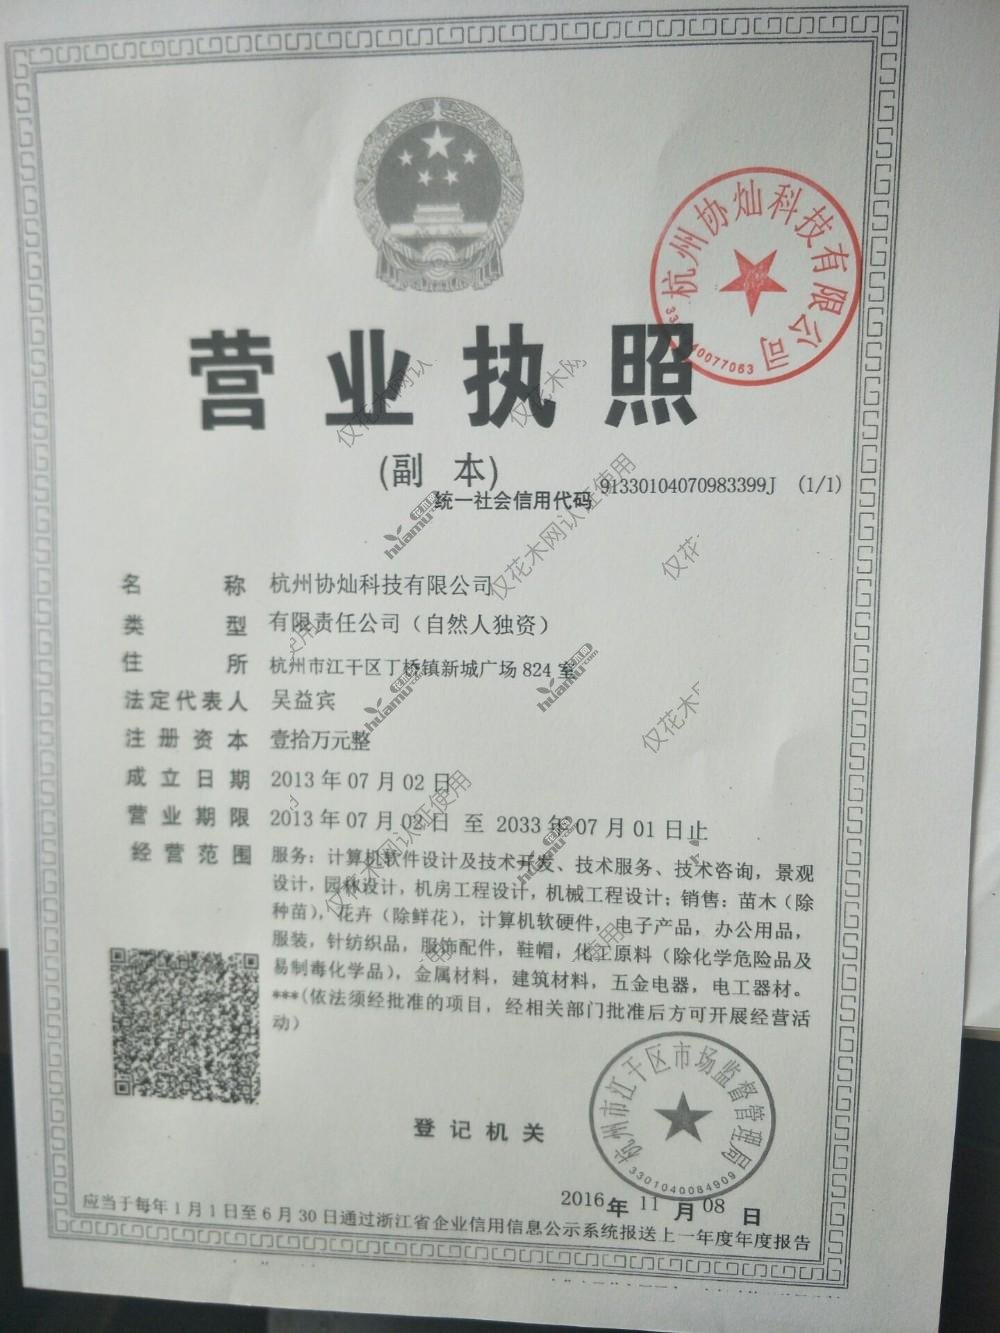 杭州协灿科技有限公司
营业执照
(副 本)
统一社会信用代码 91330104070983399J (1/1)
名称 杭州协灿科技有限公司
类型 有限责任公司（自然人独资）
住所 杭州市江干区丁桥镇新城广场 824 室
法定代表人 吴益宾
注册资本 壹拾万元整
成立日期 2013 年 07 月 02 日
营业期限 2013 年 07 月 02 日 至 2033 年 07 月 01 日止
经营范围 服务：计算机软件设计及技术开发、技术服务、技术咨询，景观
设计，园林设计，机房工程设计，机械工程设计；销售：苗木（除
种苗），花卉（除鲜花），计算机软硬件，电子产品，办公用品，
服装，针纺织品，服饰配件，鞋帽，化工原料（除化学危险品及
易制毒化学品），金属材料，建筑材料，五金电器，电工器材。
***(依法须经批准的项目，经相关部门批准后方可开展经营活
动）
登记机关
杭州市江干区市场监督管理局
3301040084909
2016 年 11 月 08 日
应当于每年 1 月 1 日至 6 月 30 日通过浙江省企业信用信息公示系统报送上一年度年度报告
仅花木网认证使用
huamu